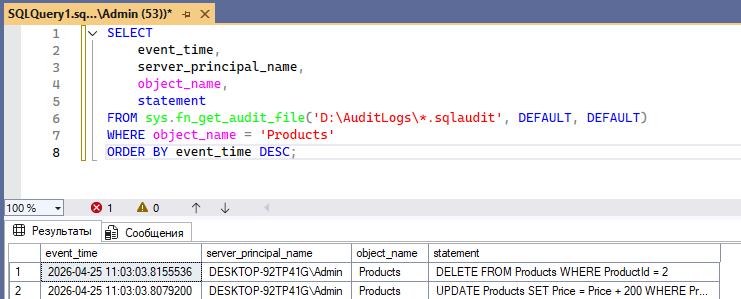 SQLQuery1.sq...\Admin (53))*
1 SELECT
2 event_time,
3 server_principal_name,
4 object_name,
5 statement
6 FROM sys.fn_get_audit_file('D:\AuditLogs\*.sqlaudit', DEFAULT, DEFAULT)
7 WHERE object_name = 'Products'
8 ORDER BY event_time DESC;
100 % 1 0
Результаты Сообщения
event_time server_principal_name object_name statement
1 2026-04-25 11:03:03.8155536 DESKTOP-92TP41G\Admin Products DELETE FROM Products WHERE ProductId = 2
2 2026-04-25 11:03:03.8079200 DESKTOP-92TP41G\Admin Products UPDATE Products SET Price = Price + 200 WHERE Pr...